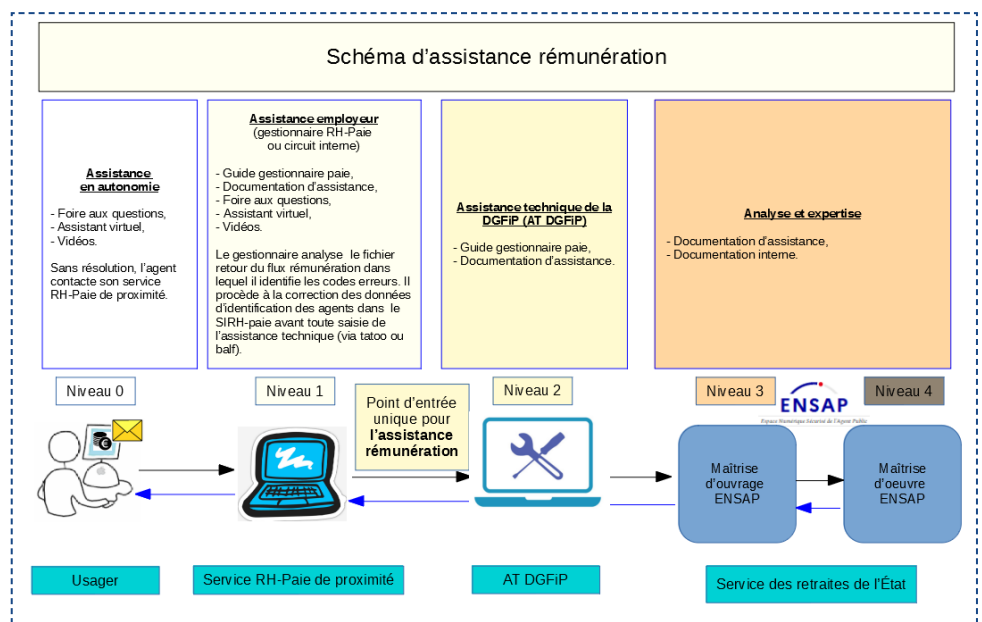 Schéma d'assistance rémunération
Assistance
en autonomie
- Foire aux questions,
- Assistant virtuel,
- Vidéos.
Sans résolution, l'agent
contacte son service
RH-Paie de proximité.
Assistance employeur
(gestionnaire RH-Paie
ou circuit interne)
- Guide gestionnaire paie,
- Documentation d'assistance,
- Foire aux questions,
- Assistant virtuel,
- Vidéos.
Le gestionnaire analyse le fichier
retour du flux rémunération dans
lequel il identifie les codes erreurs. Il
procède à la correction des données
d'identification des agents dans le
SIRH-paie avant toute saisie de
l'assistance technique (via tatoo ou
balf).
Assistance technique de la
DGFiP (AT DGFiP)
- Guide gestionnaire paie,
- Documentation d'assistance.
Analyse et expertise
- Documentation d'assistance,
- Documentation interne.
Niveau 0
Niveau 1
Point d'entrée
unique pour
l'assistance
rémunération
Niveau 2
Niveau 3
ENSAP
Espace Numérique Sécurisé de l'Agent Public
Niveau 4
Maîtrise
d'ouvrage
ENSAP
Maîtrise
d'oeuvre
ENSAP
Usager
Service RH-Paie de proximité
AT DGFiP
Service des retraites de l'État